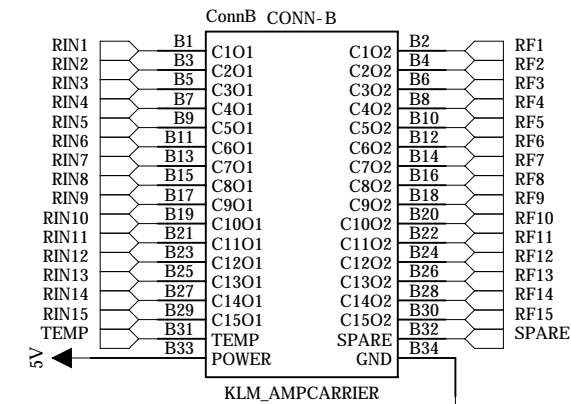 ConnB CONN-B
RIN1 B1 C1O1 C1O2 B2 RF1
RIN2 B3 C2O1 C2O2 B4 RF2
RIN3 B5 C3O1 C3O2 B6 RF3
RIN4 B7 C4O1 C4O2 B8 RF4
RIN5 B9 C5O1 C5O2 B10 RF5
RIN6 B11 C6O1 C6O2 B12 RF6
RIN7 B13 C7O1 C7O2 B14 RF7
RIN8 B15 C8O1 C8O2 B16 RF8
RIN9 B17 C9O1 C9O2 B18 RF9
RIN10 B19 C10O1 C10O2 B20 RF10
RIN11 B21 C11O1 C11O2 B22 RF11
RIN12 B23 C12O1 C12O2 B24 RF12
RIN13 B25 C13O1 C13O2 B26 RF13
RIN14 B27 C14O1 C14O2 B28 RF14
RIN15 B29 C15O1 C15O2 B30 RF15
TEMP B31 TEMP SPARE B32 SPARE
5V B33 POWER GND B34
KLM_AMPCARRIER